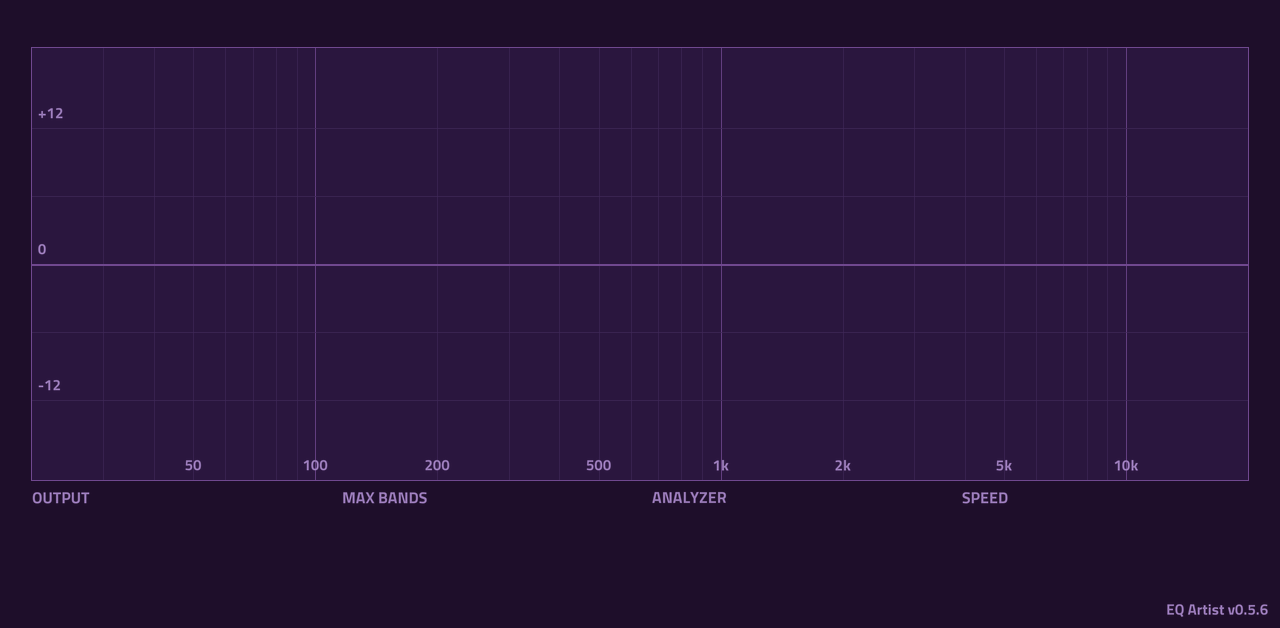 +12
0
-12
50 100 200 500 1k 2k 5k 10k
OUTPUT MAX BANDS ANALYZER SPEED
EQ Artist v0.5.6